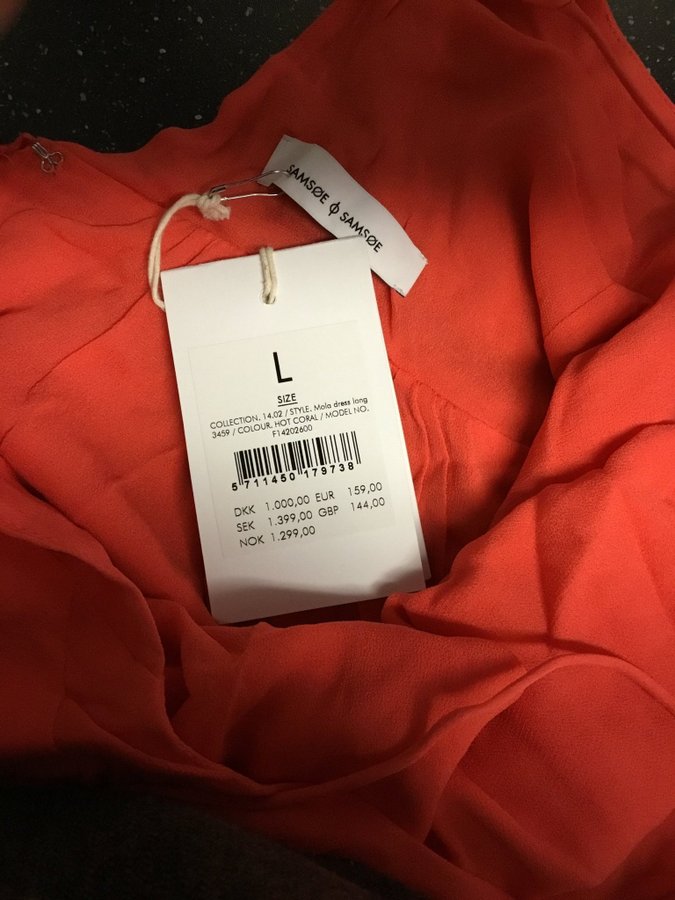 SAMSØE φ SAMSØE
L
SIZE
COLLECTION. 14.02 / STYLE. Mola dress long
3459 / COLOUR. HOT CORAL / MODEL NO.
F14202600
5 711450 179738
DKK 1.000,00 EUR 159,00
SEK 1.399,00 GBP 144,00
NOK 1.299,00